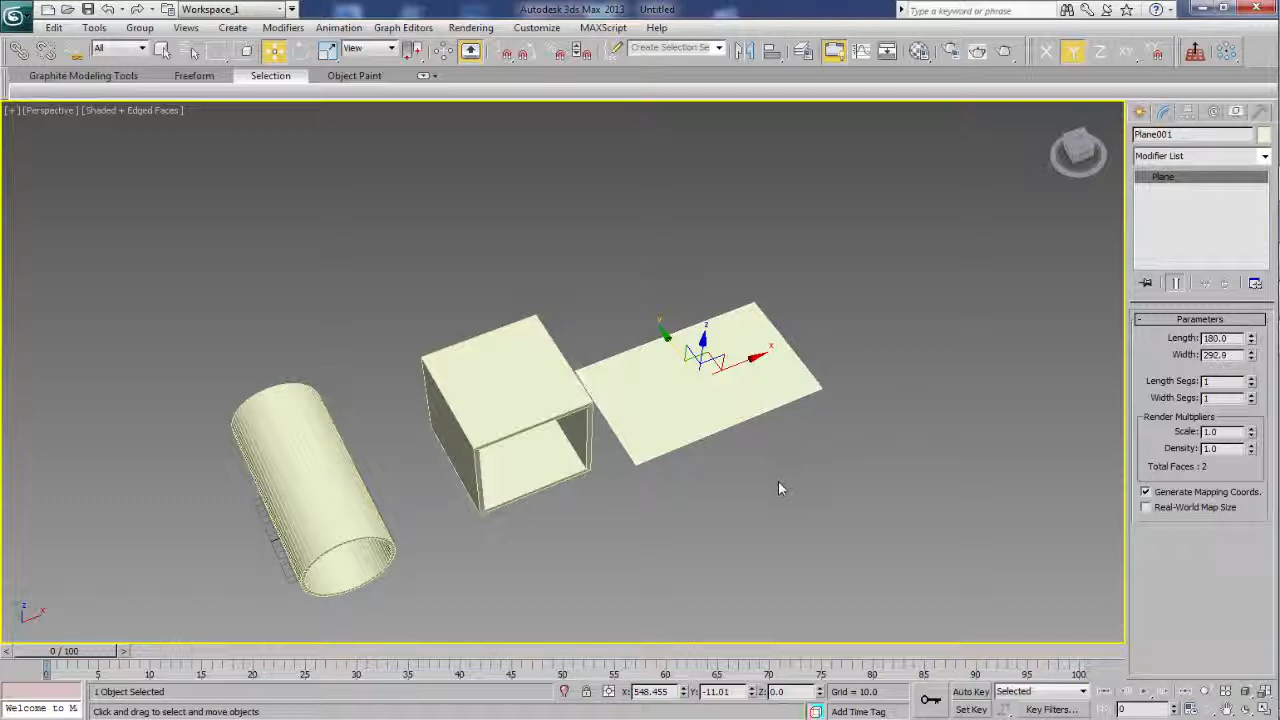 Workspace_1
Autodesk 3ds Max 2013
Untitled
Type a keyword or phrase
Edit
Tools
Group
Views
Create
Modifiers
Animation
Graph Editors
Rendering
Customize
MAXScript
Help
All
View
Create Selection Se
X
Y
Z
XY
Graphite Modeling Tools
Freeform
Selection
Object Paint
[+] [Perspective] [Shaded + Edged Faces]
Plane001
Modifier List
Plane
- Parameters
Length: 180.0
Width: 292.9
Length Segs: 1
Width Segs: 1
Render Multipliers
Scale: 1.0
Density: 1.0
Total Faces : 2
Generate Mapping Coords.
Real-World Map Size
y
z
x
z
x
< 0 / 100 >
0 5 10 15 20 25 30 35 40 45 50 55 60 65 70 75 80 85 90 95 100
1 Object Selected
X: 548.455
Y: -11.01
Z: 0.0
Grid = 10.0
Auto Key
Selected
Welcome to M
Click and drag to select and move objects
Add Time Tag
Set Key
Key Filters...
0